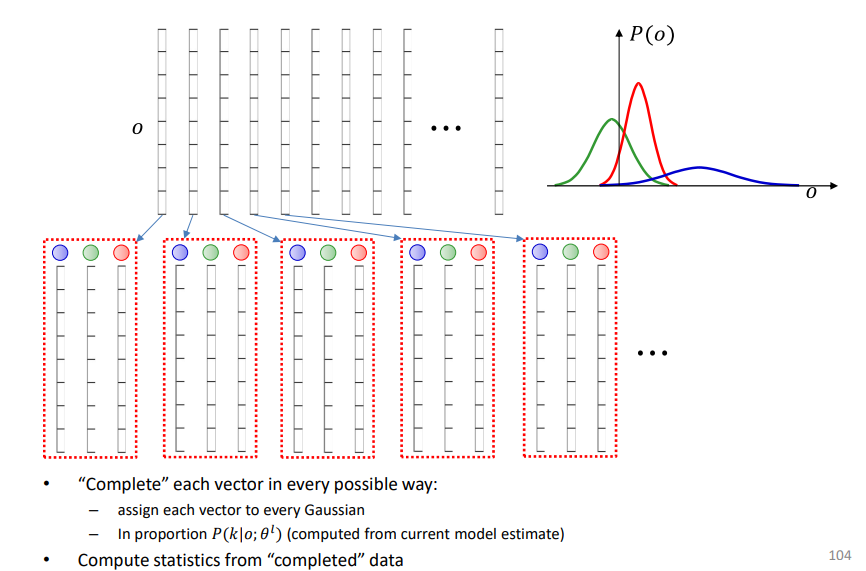 P(o)
o
• • •
o
• • •
• “Complete” each vector in every possible way:
– assign each vector to every Gaussian
– In proportion P(k|o; θˡ) (computed from current model estimate)
• Compute statistics from “completed” data
104